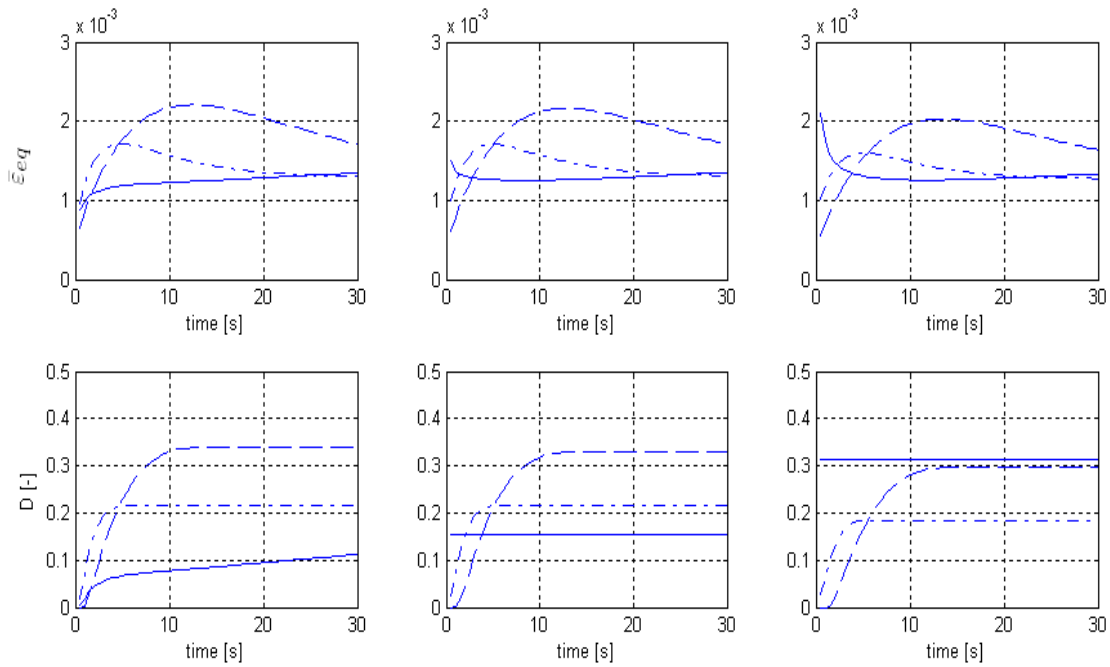 x 10⁻³ x 10⁻³ x 10⁻³
3 3 3
2 2 2
1 1 1
0 0 0
ε̄eq
0 10 20 30 0 10 20 30 0 10 20 30
time [s] time [s] time [s]
0.5 0.5 0.5
0.4 0.4 0.4
0.3 0.3 0.3
0.2 0.2 0.2
0.1 0.1 0.1
0 0 0
D [-]
0 10 20 30 0 10 20 30 0 10 20 30
time [s] time [s] time [s]